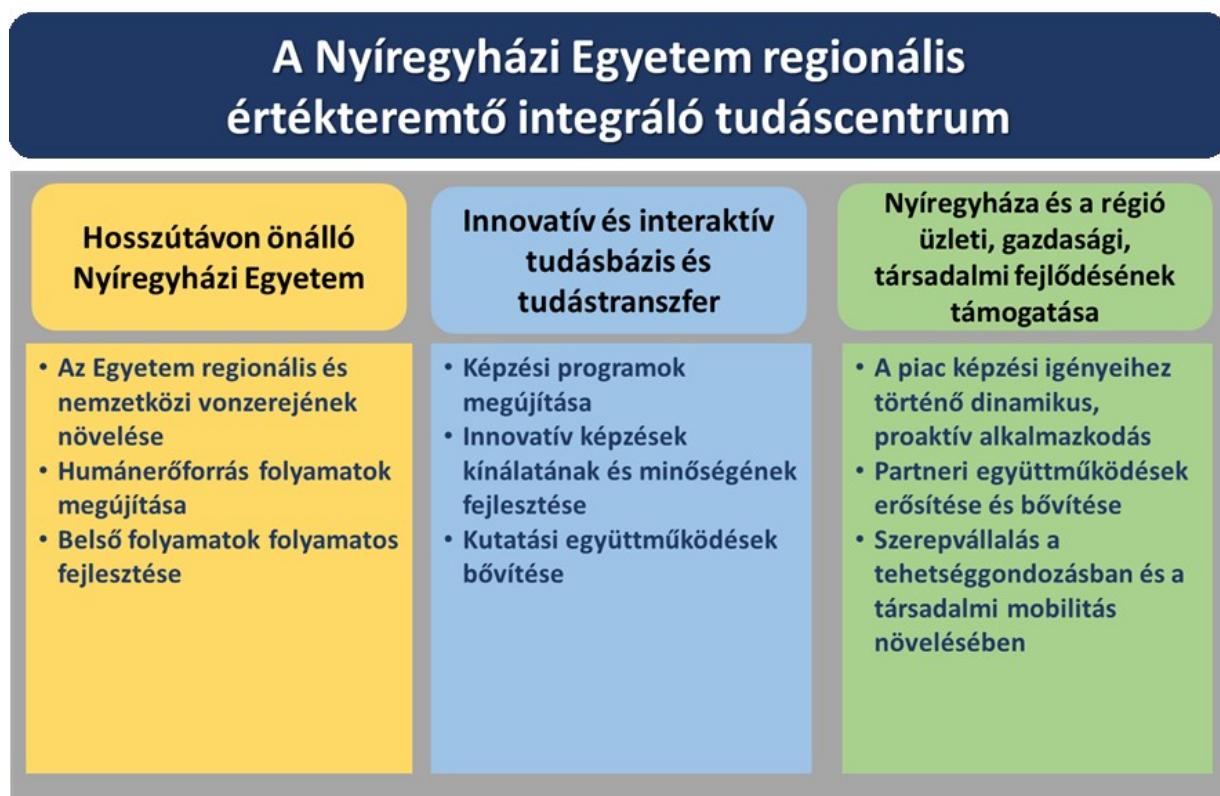 A Nyíregyházi Egyetem regionális
értékteremtő integráló tudáscentrum
Hosszútávon önálló
Nyíregyházi Egyetem
• Az Egyetem regionális és
nemzetközi vonzerejének
növelése
• Humánerőforrás folyamatok
megújítása
• Belső folyamatok folyamatos
fejlesztése
Innovatív és interaktív
tudásbázis és
tudástranszfer
• Képzési programok
megújítása
• Innovatív képzések
kínálatának és minőségének
fejlesztése
• Kutatási együttműködések
bővítése
Nyíregyháza és a régió
üzleti, gazdasági,
társadalmi fejlődésének
támogatása
• A piac képzési igényeihez
történő dinamikus,
proaktív alkalmazkodás
• Partneri együttműködések
erősítése és bővítése
• Szerepvállalás a
tehetséggondozásban és a
társadalmi mobilitás
növelésében